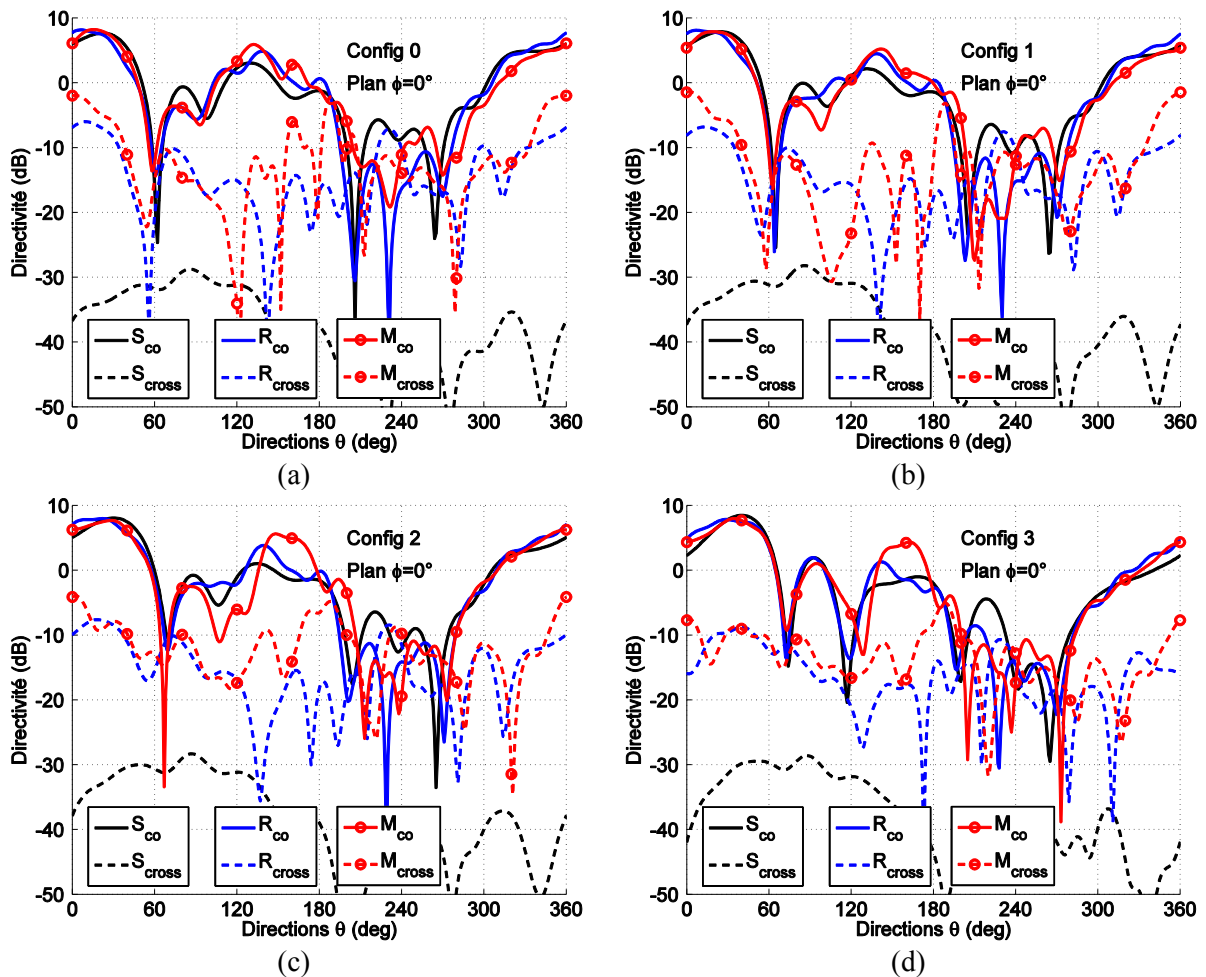 10
0
-10
-20
-30
-40
-50
Directivité (dB)
Config 0
Plan ϕ=0°
S_co
S_cross
R_co
R_cross
M_co
M_cross
0 60 120 180 240 300 360
Directions θ (deg)
(a)
10
0
-10
-20
-30
-40
-50
Directivité (dB)
Config 1
Plan ϕ=0°
S_co
S_cross
R_co
R_cross
M_co
M_cross
0 60 120 180 240 300 360
Directions θ (deg)
(b)
10
0
-10
-20
-30
-40
-50
Directivité (dB)
Config 2
Plan ϕ=0°
S_co
S_cross
R_co
R_cross
M_co
M_cross
0 60 120 180 240 300 360
Directions θ (deg)
(c)
10
0
-10
-20
-30
-40
-50
Directivité (dB)
Config 3
Plan ϕ=0°
S_co
S_cross
R_co
R_cross
M_co
M_cross
0 60 120 180 240 300 360
Directions θ (deg)
(d)